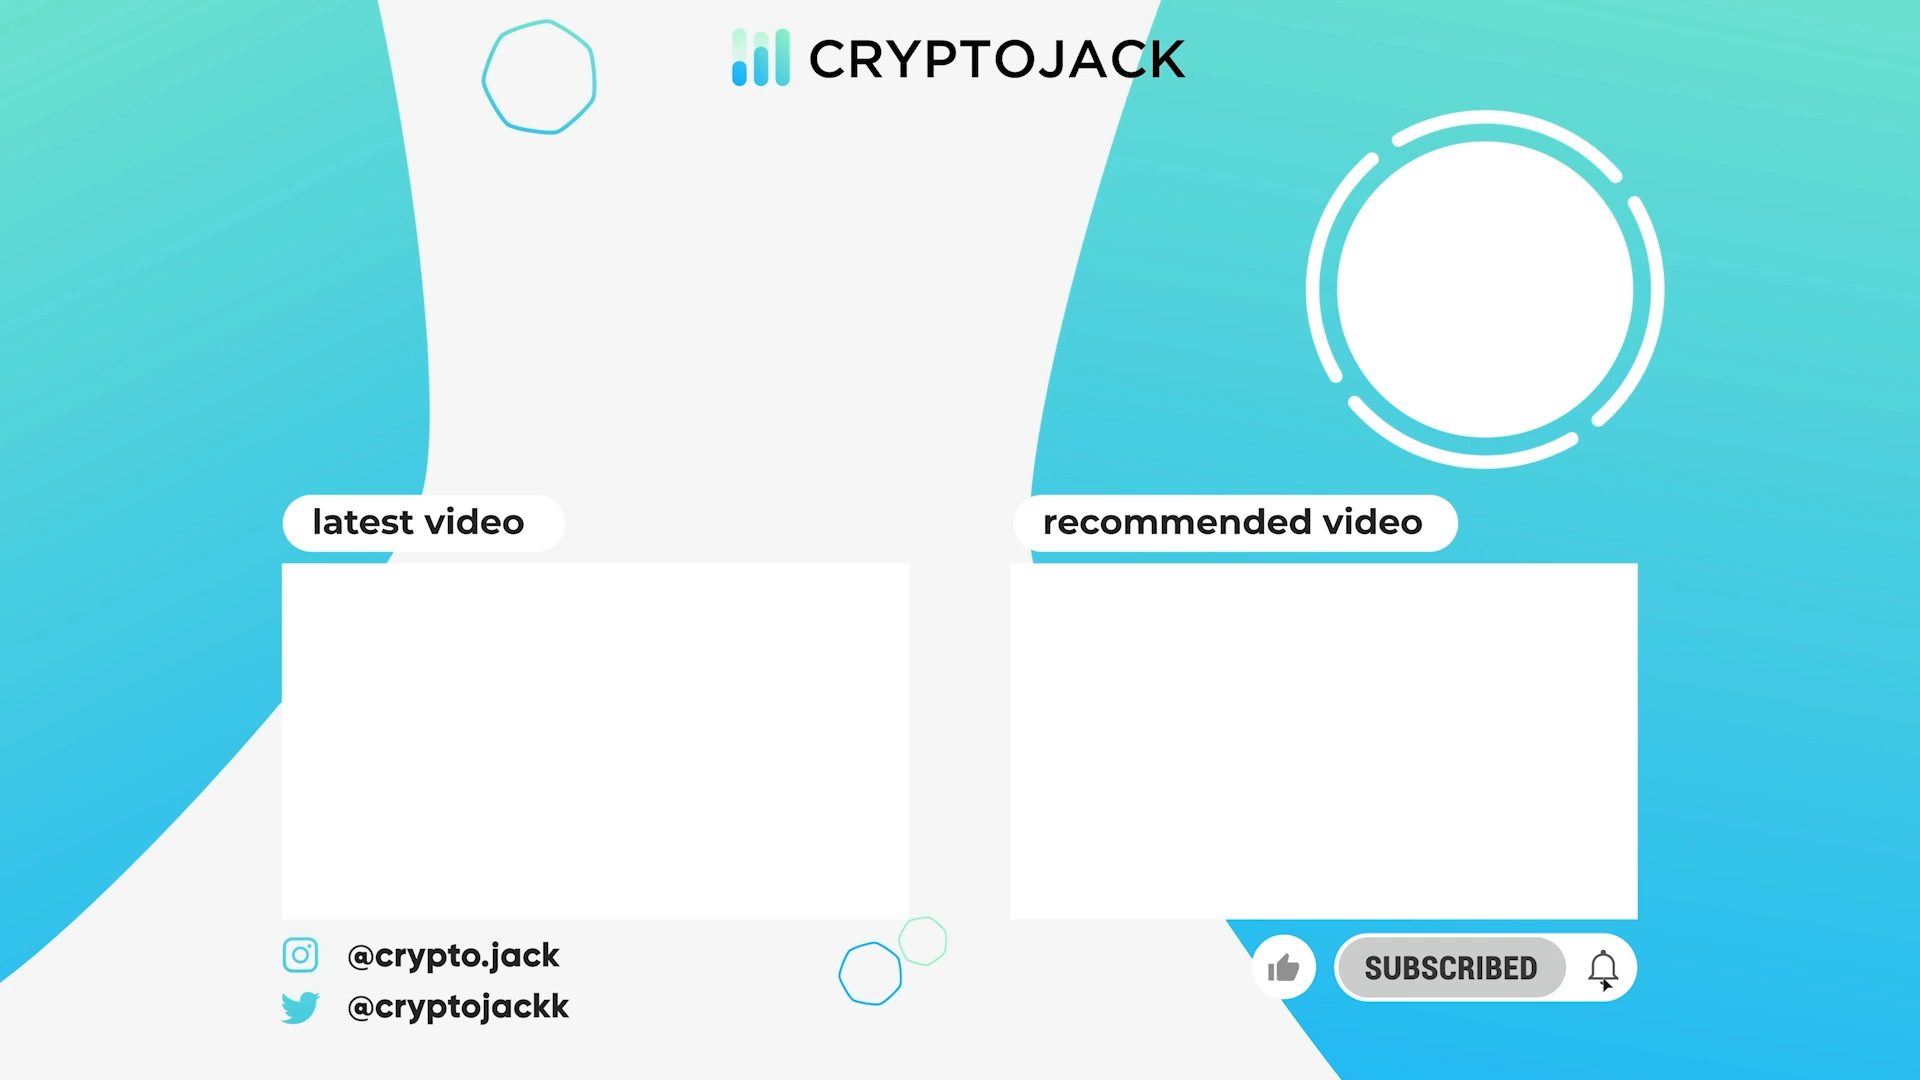 CRYPTOJACK
latest video
recommended video
@crypto.jack
@cryptojackk
SUBSCRIBED